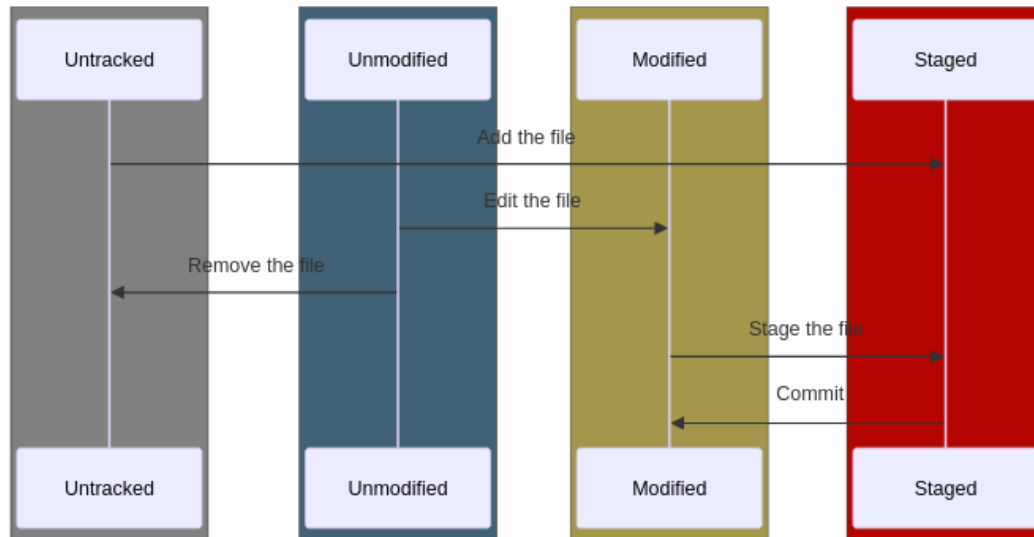 Untracked
Unmodified
Modified
Staged
Add the file
Edit the file
Remove the file
Stage the file
Commit
Untracked
Unmodified
Modified
Staged